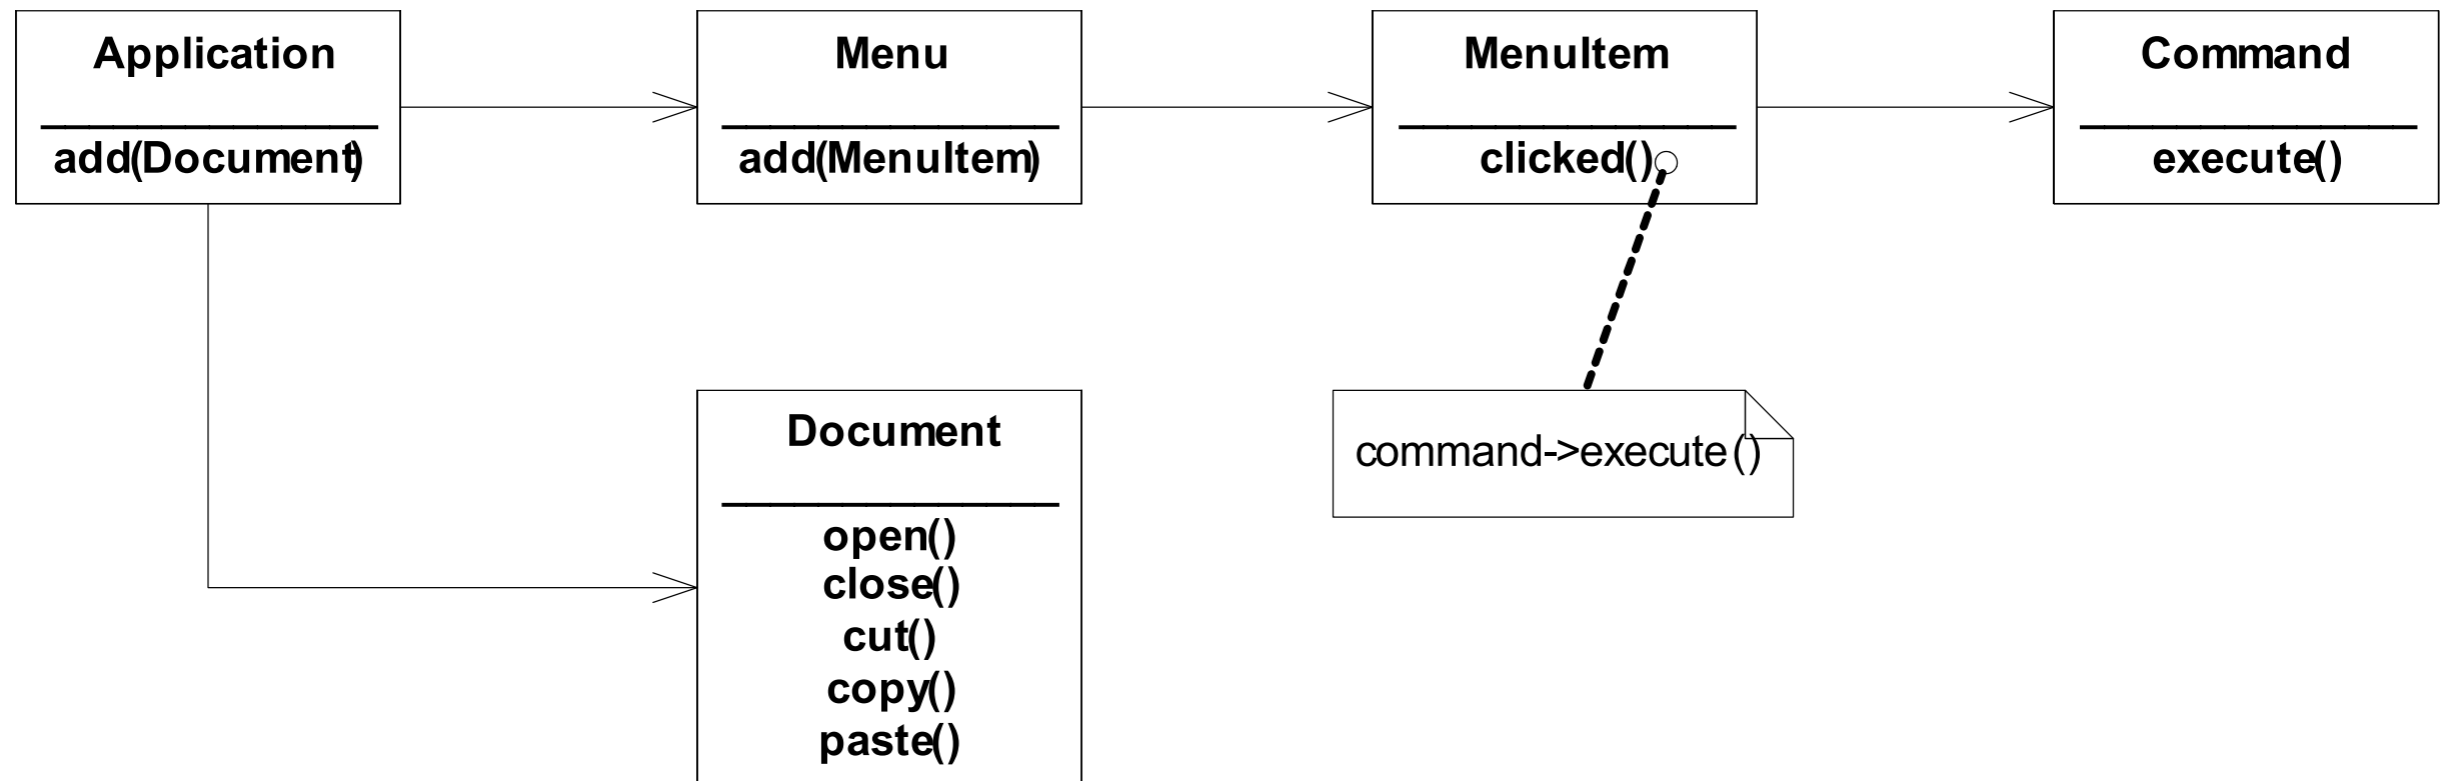 Application
add(Document)
Menu
add(MenuItem)
MenuItem
clicked()
Command
execute()
Document
open()
close()
cut()
copy()
paste()
command->execute()